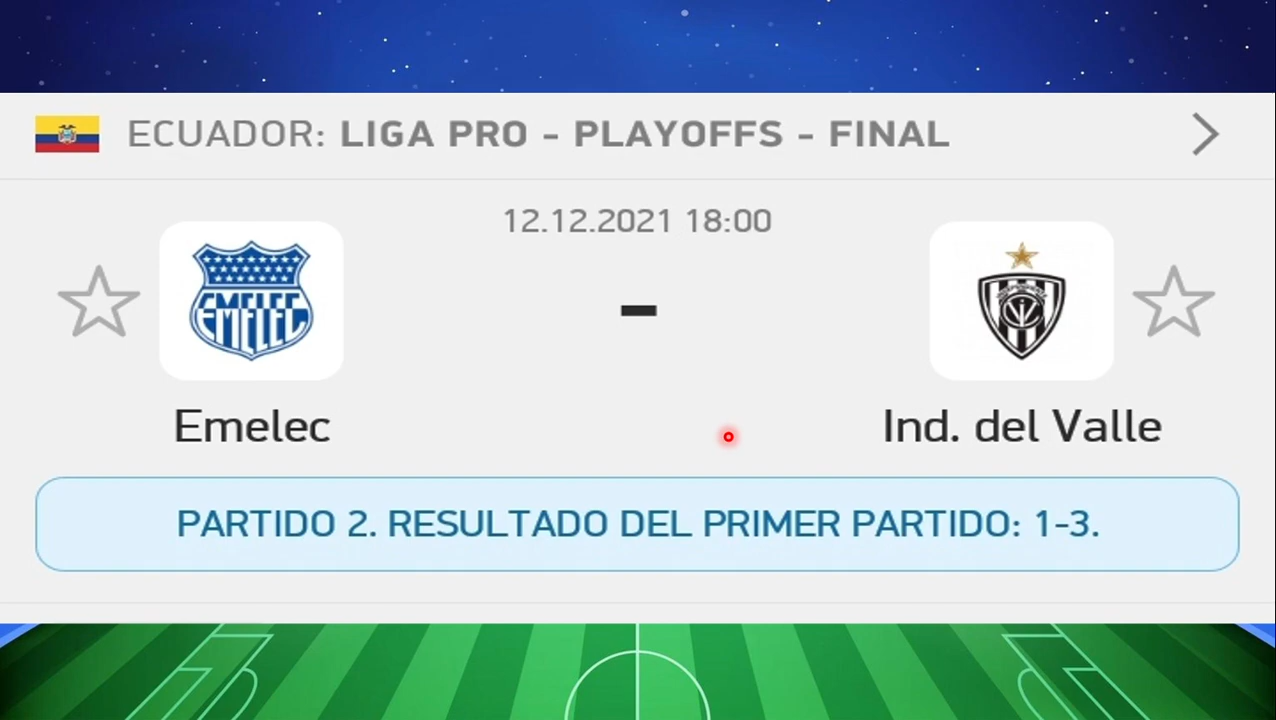 ECUADOR: LIGA PRO - PLAYOFFS - FINAL
12.12.2021 18:00
EMELEC
-
Emelec
Ind. del Valle
PARTIDO 2. RESULTADO DEL PRIMER PARTIDO: 1-3.